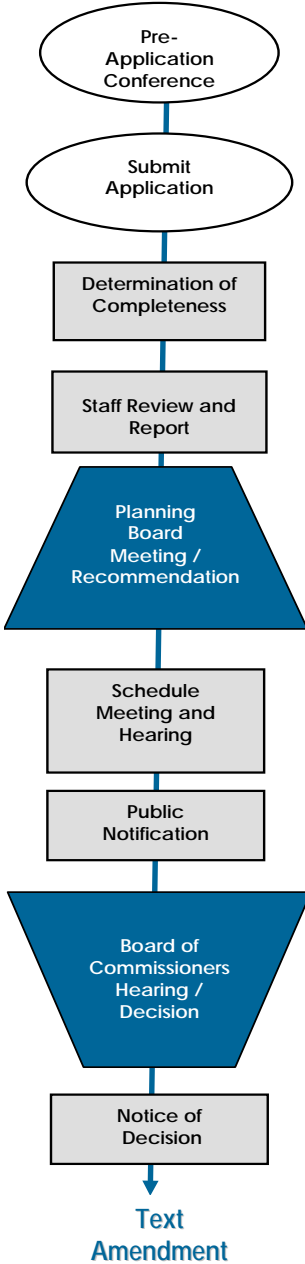 Pre-
Application
Conference
Submit
Application
Determination of
Completeness
Staff Review and
Report
Planning
Board
Meeting /
Recommendation
Schedule
Meeting and
Hearing
Public
Notification
Board of
Commissioners
Hearing /
Decision
Notice of
Decision
Text
Amendment